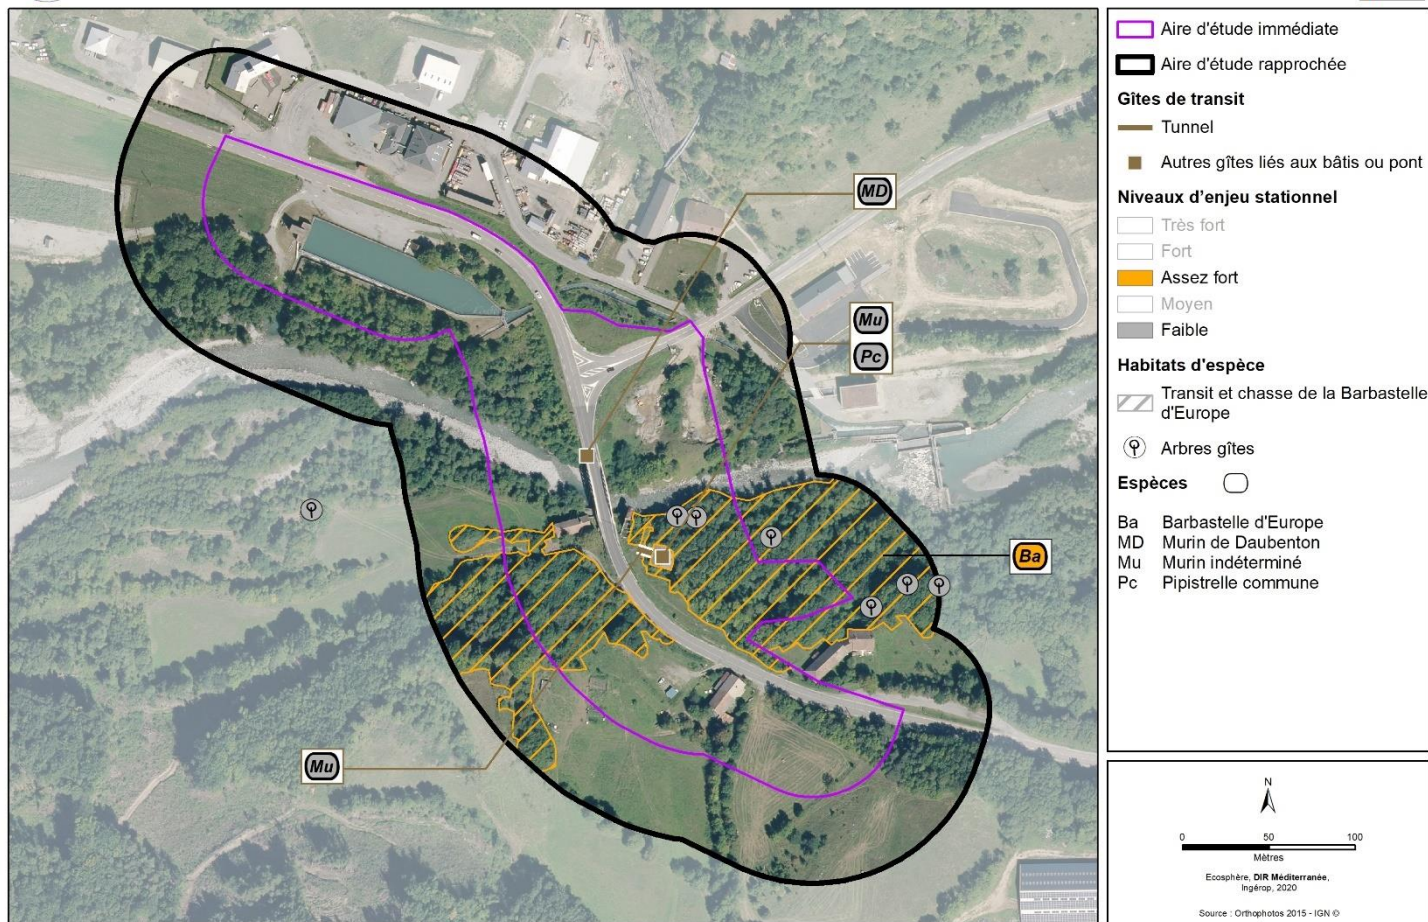 MD
Mu
Pc
Ba
Mu
Aire d'étude immédiate
Aire d'étude rapprochée
Gîtes de transit
Tunnel
Autres gîtes liés aux bâtis ou pont
Niveaux d'enjeu stationnel
Très fort
Fort
Assez fort
Moyen
Faible
Habitats d'espèce
Transit et chasse de la Barbastelle
d'Europe
Arbres gîtes
Espèces
Ba Barbastelle d'Europe
MD Murin de Daubenton
Mu Murin indéterminé
Pc Pipistrelle commune
N
0 50 100
Mètres
Ecosphère, DIR Méditerranée,
Ingérop, 2020
Source : Orthophotos 2015 - IGN ©